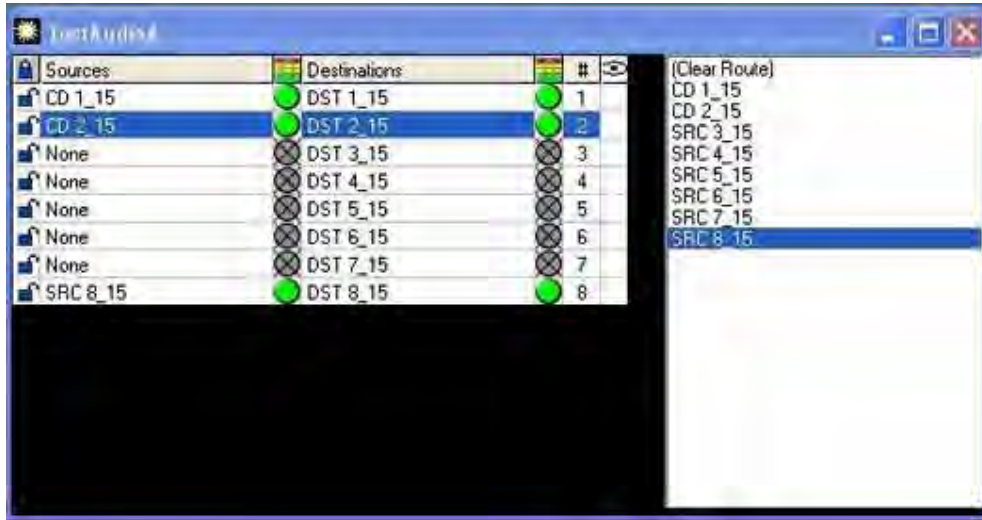 Sources Destinations #
CD 1_15 DST 1_15 1
CD 2_15 DST 2_15 2
None DST 3_15 3
None DST 4_15 4
None DST 5_15 5
None DST 6_15 6
None DST 7_15 7
SRC 8_15 DST 8_15 8
(Clear Route)
CD 1_15
CD 2_15
SRC 3_15
SRC 4_15
SRC 5_15
SRC 6_15
SRC 7_15
SRC 8_15